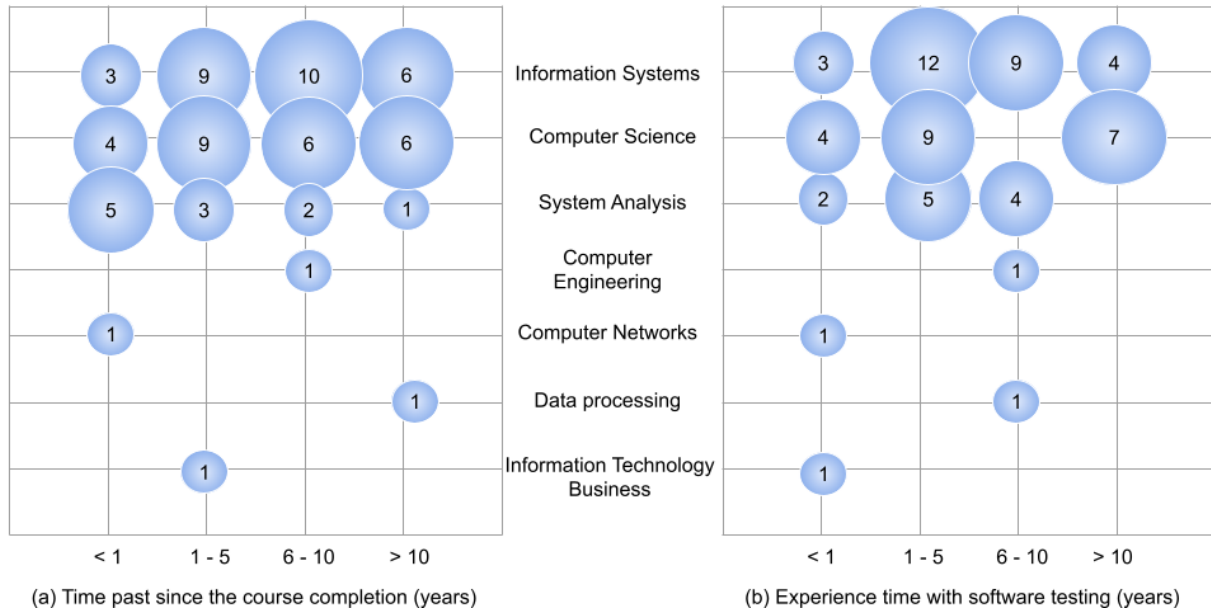 3 9 10 6 Information Systems 3 12 9 4
4 9 6 6 Computer Science 4 9 7
5 3 2 1 System Analysis 2 5 4
1 Computer 1
Engineering
1 Computer Networks 1
1 Data processing 1
1 Information Technology 1
Business
< 1 1 - 5 6 - 10 > 10 < 1 1 - 5 6 - 10 > 10
(a) Time past since the course completion (years) (b) Experience time with software testing (years)